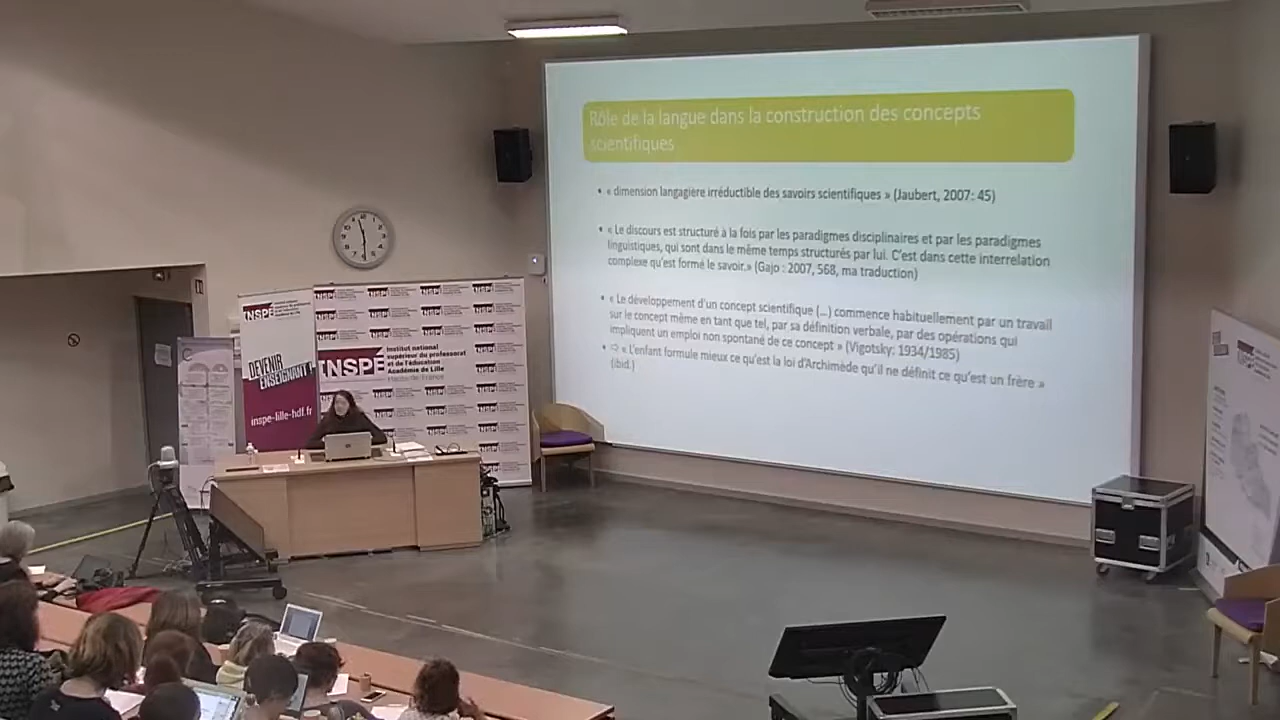 Rôle de la langue dans la construction des concepts
scientifiques
• « dimension langagière irréductible des savoirs scientifiques » (Jaubert, 2007: 45)
• « Le discours est structuré à la fois par les paradigmes disciplinaires et par les paradigmes
linguistiques, qui sont dans le même temps structurés par lui. C'est dans cette interrelation
complexe qu'est formé le savoir.» (Gajo : 2007, 568, ma traduction)
• « Le développement d'un concept scientifique (...) commence habituellement par un travail
sur le concept même en tant que tel, par sa définition verbale, par des opérations qui
impliquent un emploi non spontané de ce concept » (Vigotsky: 1934/1985)
• ⇨ « L'enfant formule mieux ce qu'est la loi d'Archimède qu'il ne définit ce qu'est un frère »
(ibid.)
INSPE
DEVENIR
ENSEIGNANT !
inspe-lille-hdf.fr
INSPE
Institut national
supérieur du professorat
et de l'éducation
Académie de Lille
Hauts-de-France